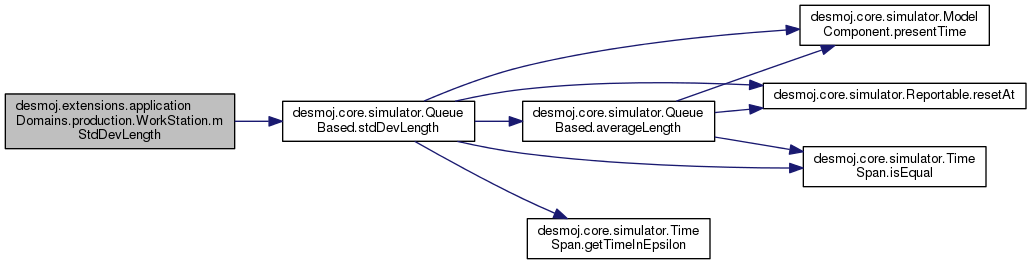 desmoj.core.simulator.Model
Component.presentTime
desmoj.extensions.application
Domains.production.WorkStation.m
StdDevLength
desmoj.core.simulator.Queue
Based.stdDevLength
desmoj.core.simulator.Queue
Based.averageLength
desmoj.core.simulator.Reportable.resetAt
desmoj.core.simulator.Time
Span.isEqual
desmoj.core.simulator.Time
Span.getTimeInEpsilon